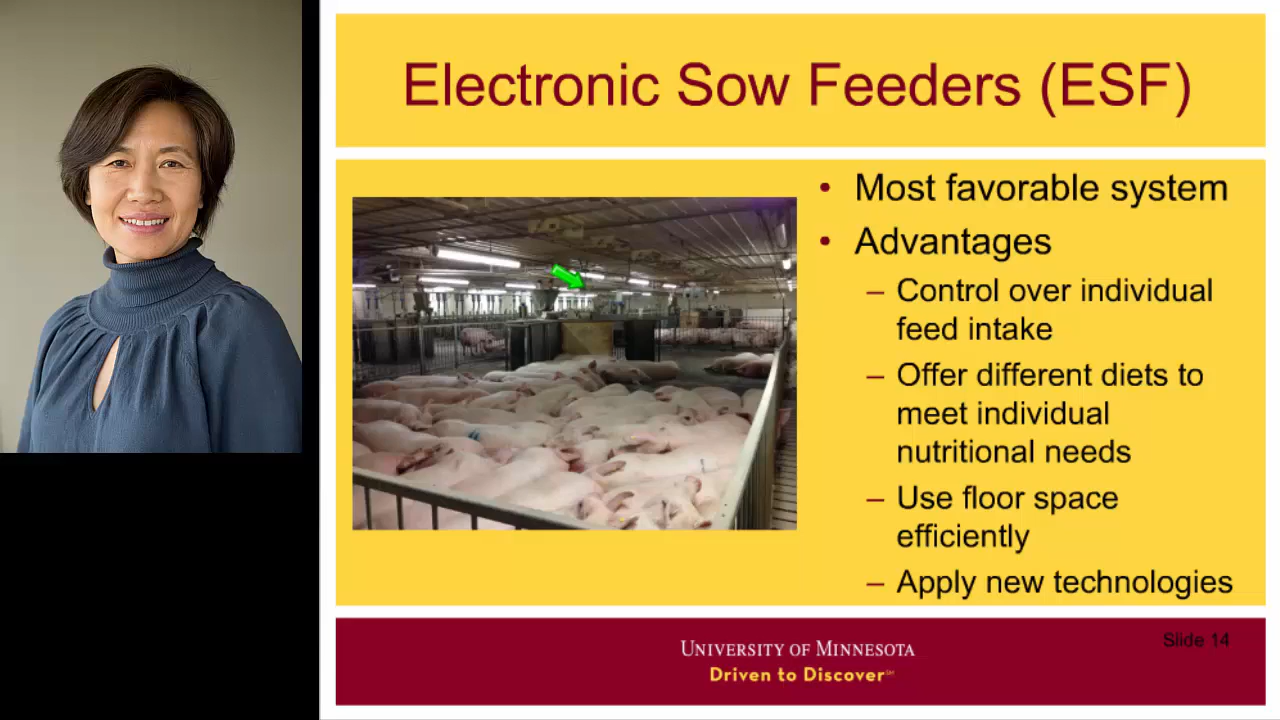 Electronic Sow Feeders (ESF)
• Most favorable system
• Advantages
– Control over individual
feed intake
– Offer different diets to
meet individual
nutritional needs
– Use floor space
efficiently
– Apply new technologies
UNIVERSITY OF MINNESOTA
Driven to Discover℠
Slide 14